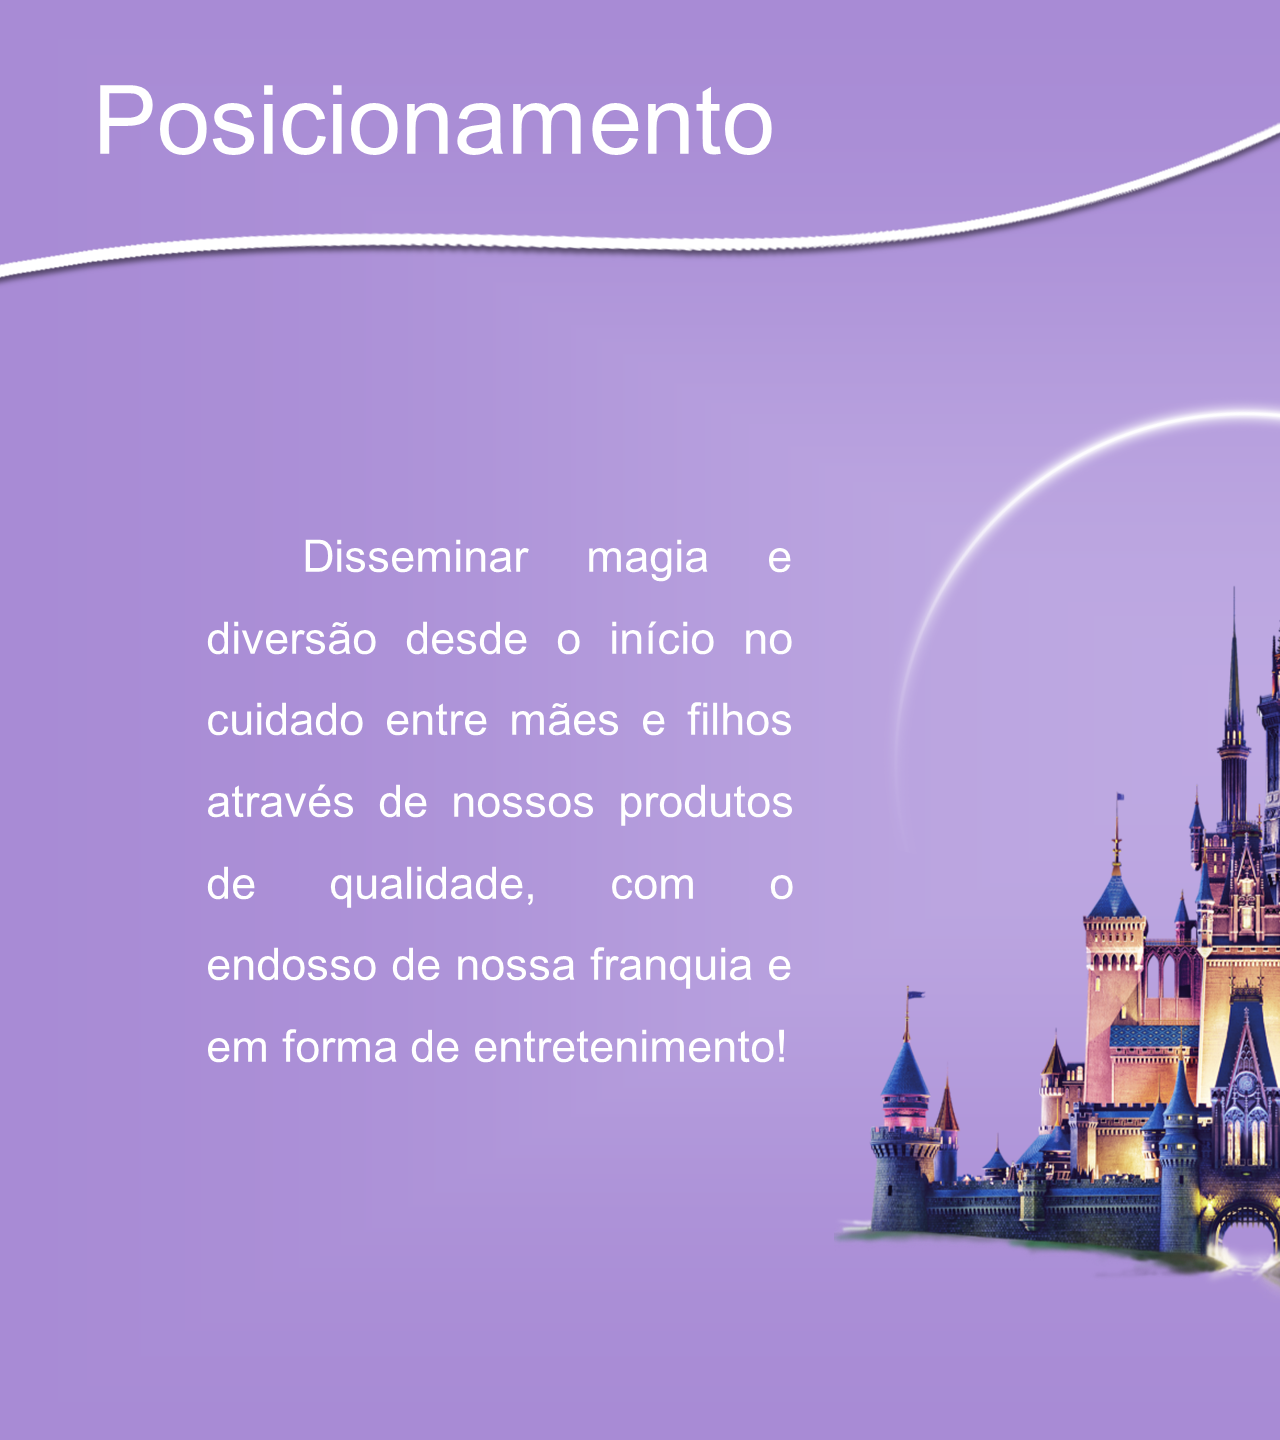 Posicionamento
Disseminar magia e
diversão desde o início no
cuidado entre mães e filhos
através de nossos produtos
de qualidade, com o
endosso de nossa franquia e
em forma de entretenimento!